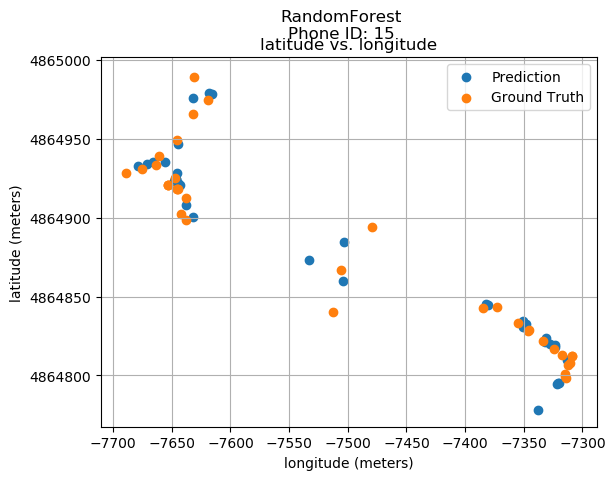 RandomForest
Phone ID: 15
latitude vs. longitude
4865000
4864950
4864900
4864850
4864800
latitude (meters)
Prediction
Ground Truth
−7700 −7650 −7600 −7550 −7500 −7450 −7400 −7350 −7300
longitude (meters)